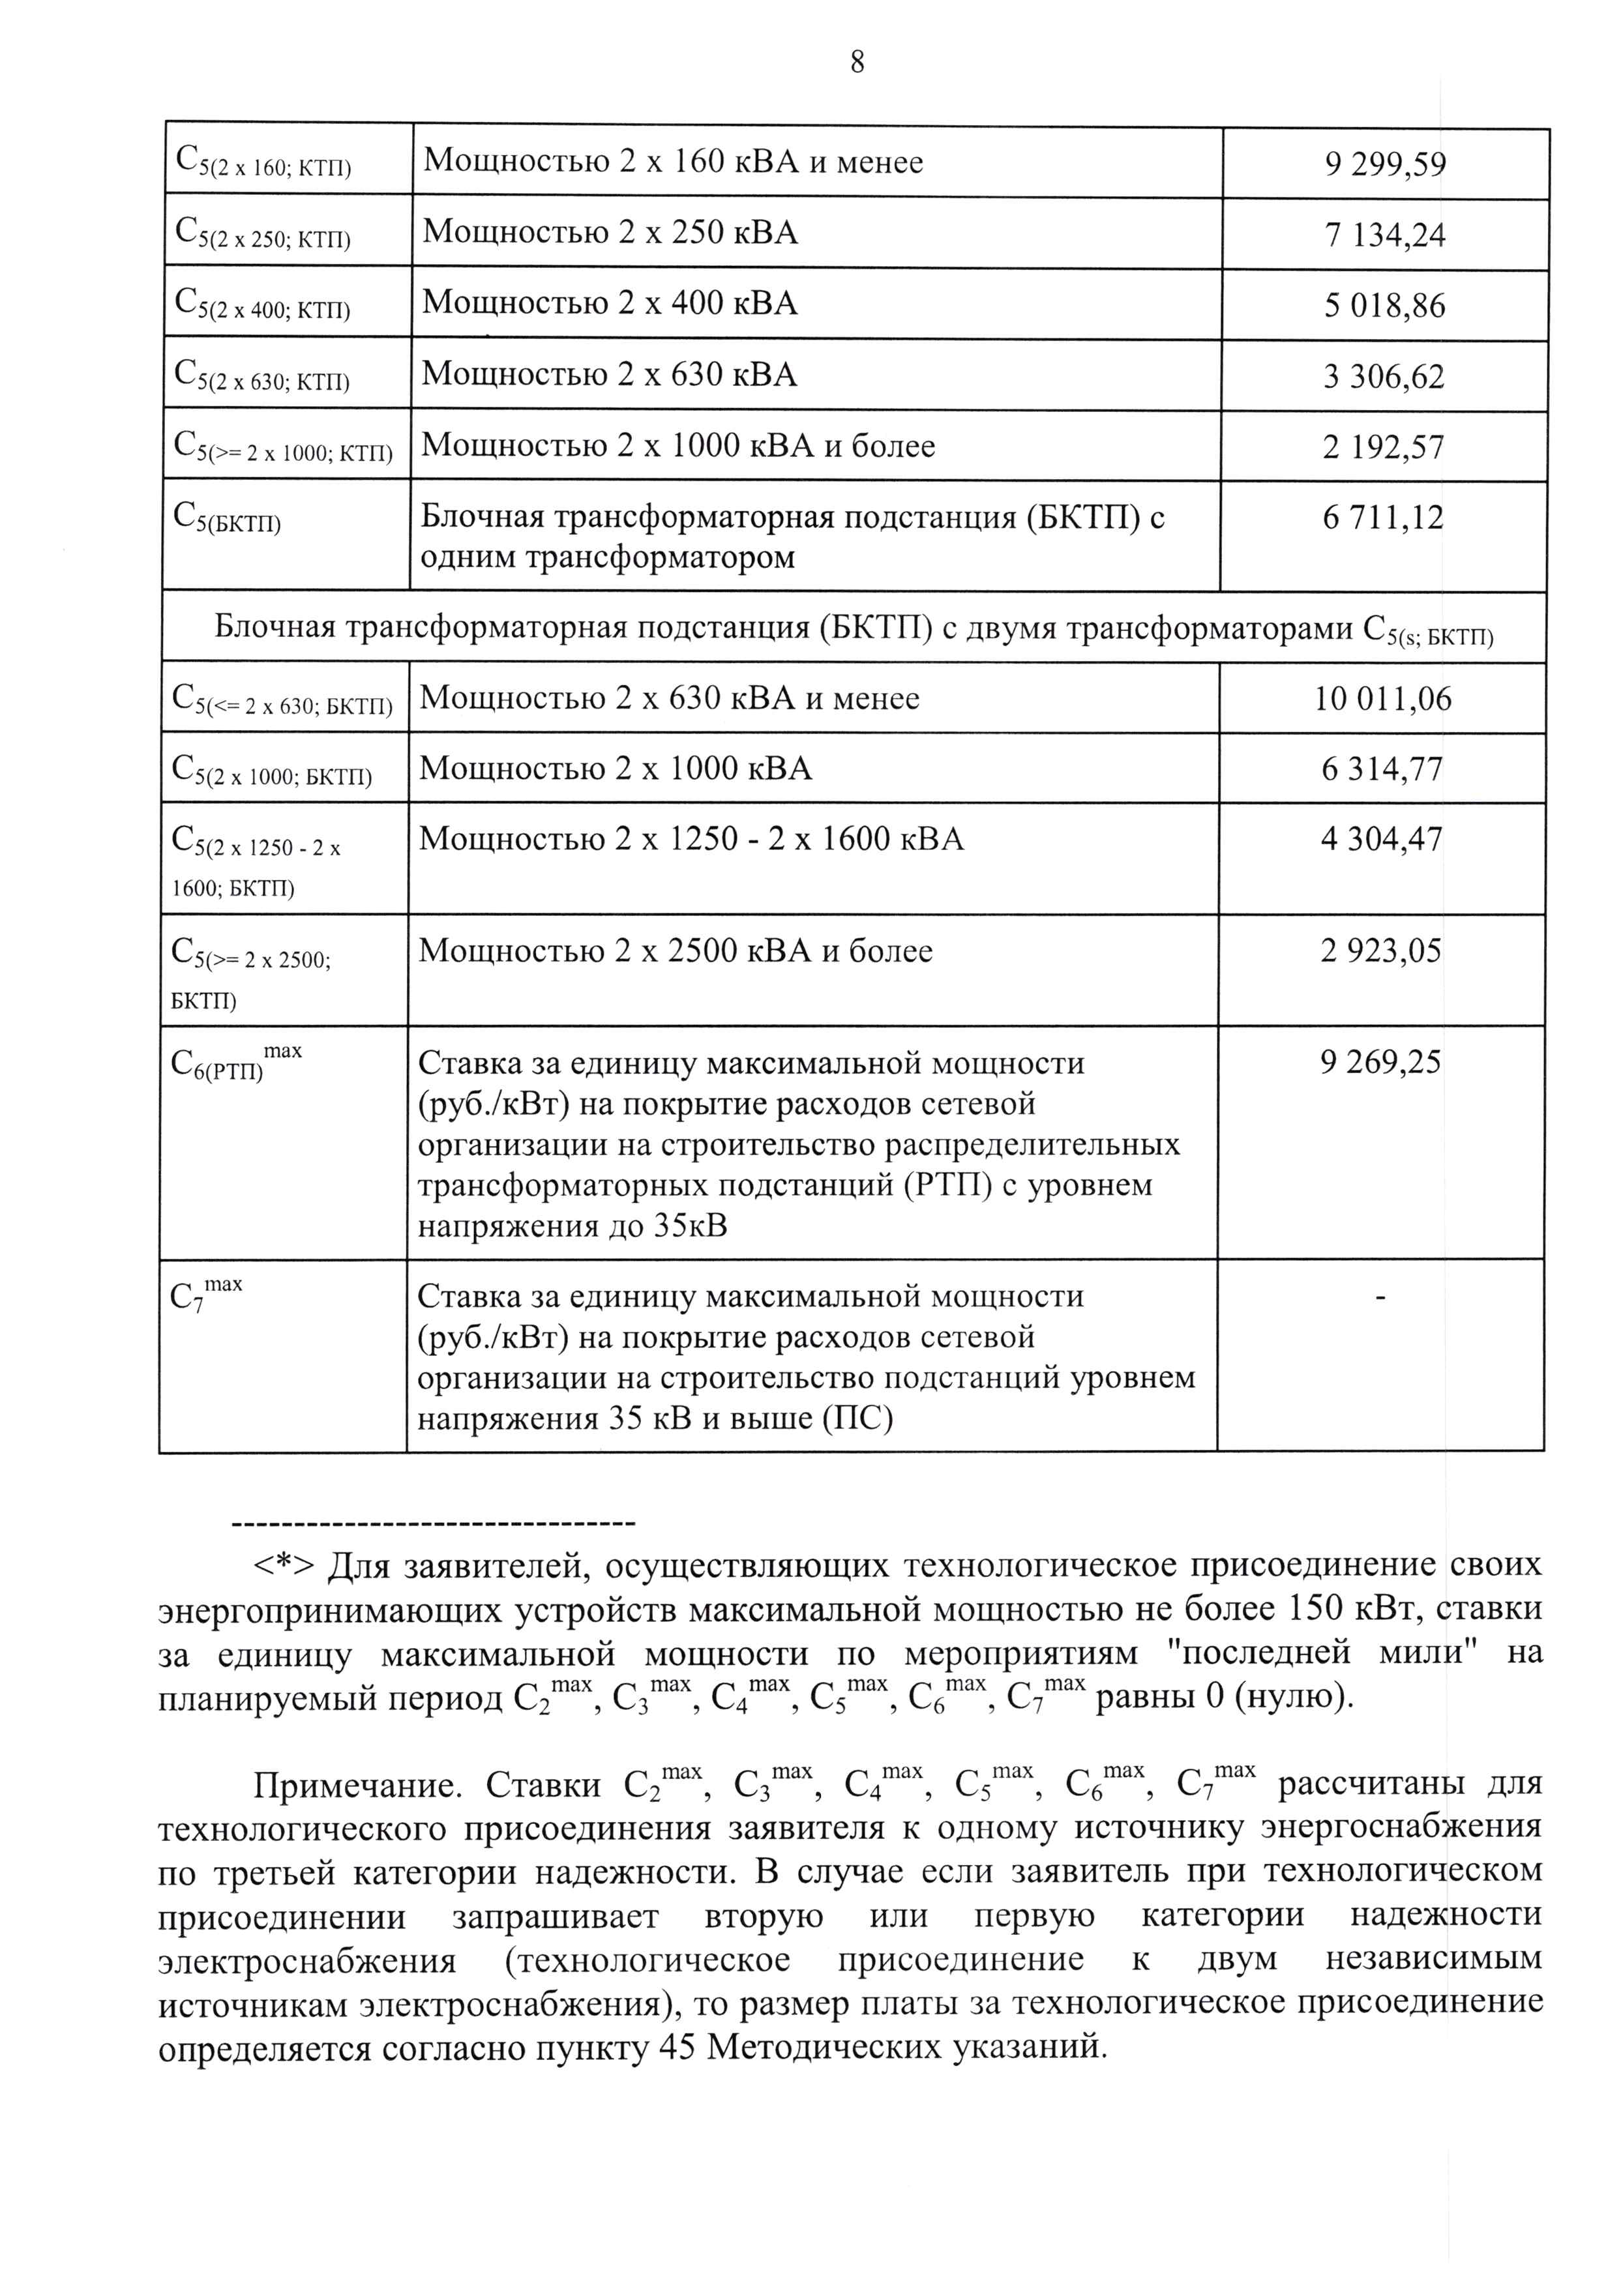 8
C5(2 x 160; КТП) Мощностью 2 x 160 кВА и менее 9 299,59
C5(2 x 250; КТП) Мощностью 2 x 250 кВА 7 134,24
C5(2 x 400; КТП) Мощностью 2 x 400 кВА 5 018,86
C5(2 x 630; КТП) Мощностью 2 x 630 кВА 3 306,62
C5(>= 2 x 1000; КТП) Мощностью 2 x 1000 кВА и более 2 192,57
C5(БКТП) Блочная трансформаторная подстанция (БКТП) с 6 711,12
одним трансформатором
Блочная трансформаторная подстанция (БКТП) с двумя трансформаторами C5(s; БКТП)
C5(<= 2 x 630; БКТП) Мощностью 2 x 630 кВА и менее 10 011,06
C5(2 x 1000; БКТП) Мощностью 2 x 1000 кВА 6 314,77
C5(2 x 1250 - 2 x Мощностью 2 x 1250 - 2 x 1600 кВА 4 304,47
1600; БКТП)
C5(>= 2 x 2500; Мощностью 2 x 2500 кВА и более 2 923,05
БКТП)
C6(РТП)max Ставка за единицу максимальной мощности 9 269,25
(руб./кВт) на покрытие расходов сетевой
организации на строительство распределительных
трансформаторных подстанций (РТП) с уровнем
напряжения до 35кВ
C7max Ставка за единицу максимальной мощности -
(руб./кВт) на покрытие расходов сетевой
организации на строительство подстанций уровнем
напряжения 35 кВ и выше (ПС)
--------------------------------
<*> Для заявителей, осуществляющих технологическое присоединение своих
энергопринимающих устройств максимальной мощностью не более 150 кВт, ставки
за единицу максимальной мощности по мероприятиям "последней мили" на
планируемый период C2max, C3max, C4max, C5max, C6max, C7max равны 0 (нулю).
Примечание. Ставки C2max, C3max, C4max, C5max, C6max, C7max рассчитаны для
технологического присоединения заявителя к одному источнику энергоснабжения
по третьей категории надежности. В случае если заявитель при технологическом
присоединении запрашивает вторую или первую категории надежности
электроснабжения (технологическое присоединение к двум независимым
источникам электроснабжения), то размер платы за технологическое присоединение
определяется согласно пункту 45 Методических указаний.